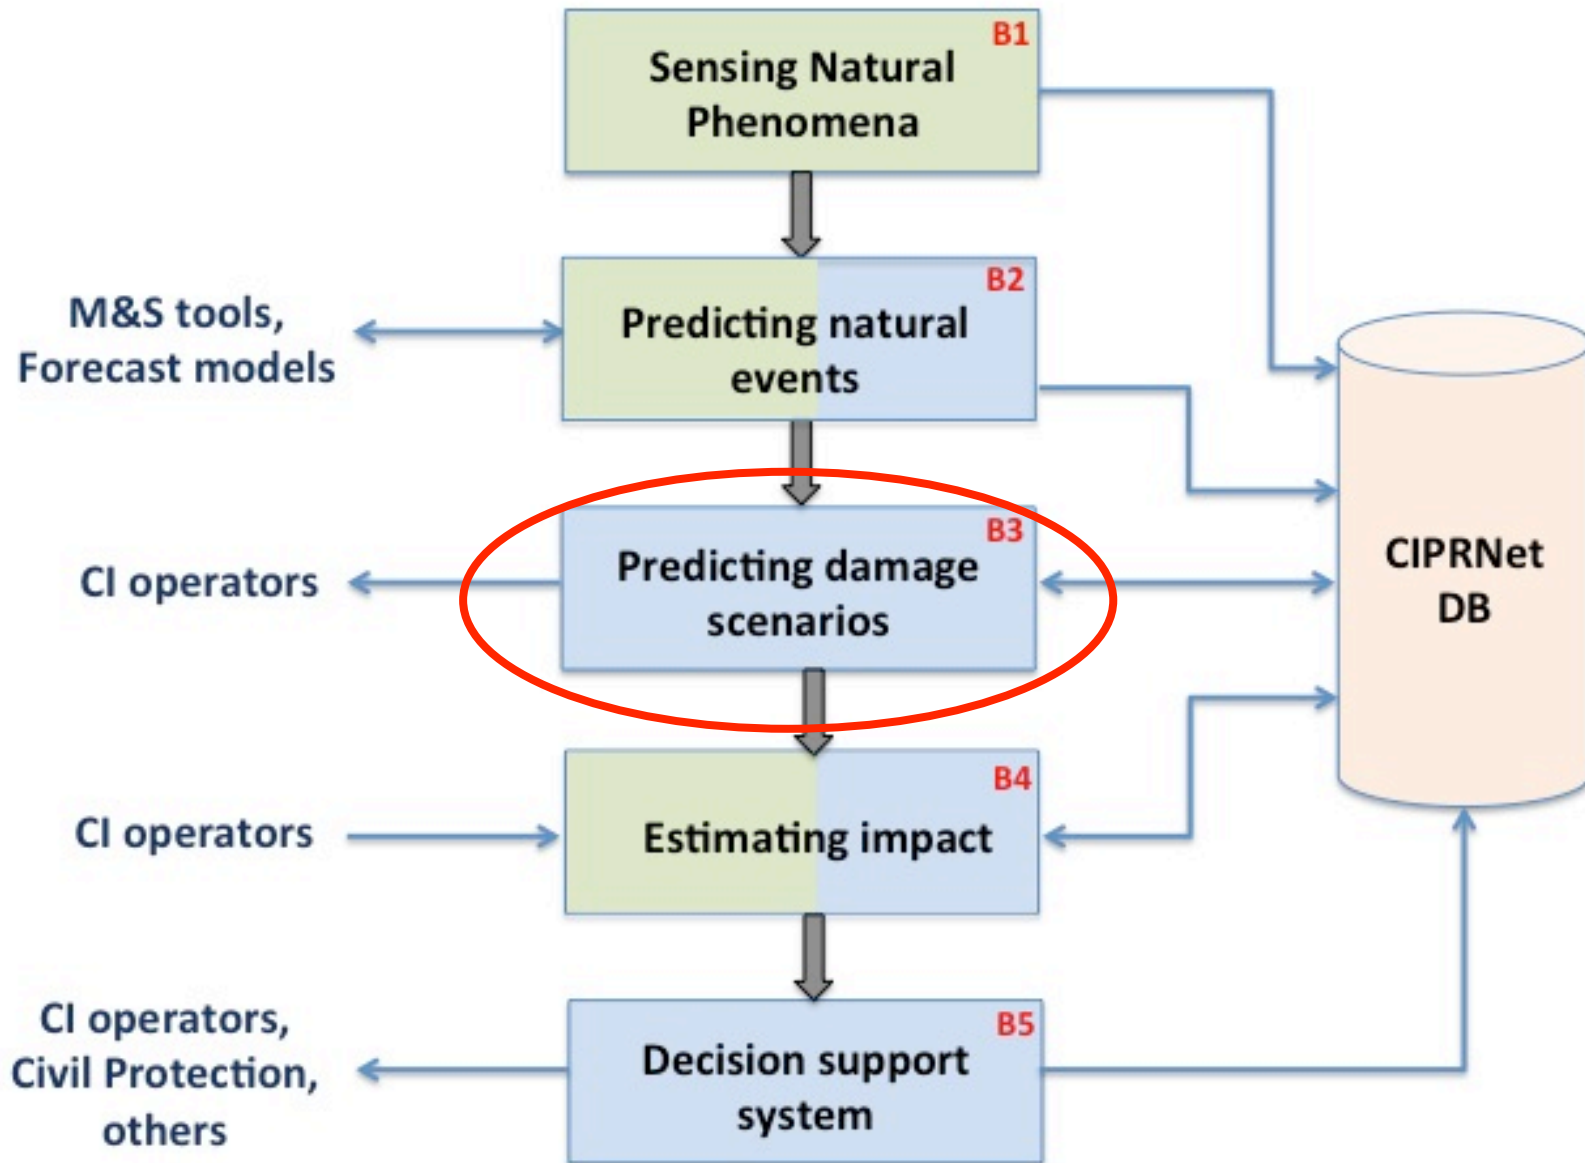 B1
Sensing Natural
Phenomena
B2
M&S tools,
Forecast models
Predicting natural
events
B3
CI operators
Predicting damage
scenarios
CIPRNet
DB
B4
CI operators
Estimating impact
B5
CI operators,
Civil Protection,
others
Decision support
system